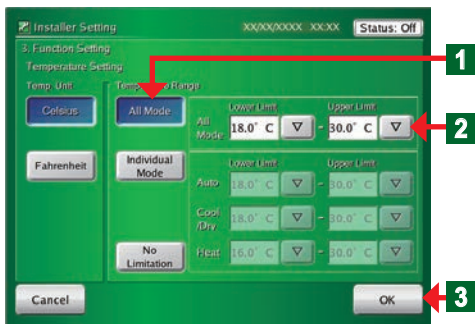 Installer Setting XX/XX/XXXX XX:XX Status: Off
3. Function Setting
Temperature Setting
Temp. Unit Temperature Range
1
Celsius All Mode
Lower Limit Upper Limit
All Mode 18.0° C ▽ - 30.0° C ▽
2
Fahrenheit Individual Mode
Lower Limit Upper Limit
Auto 18.0° C ▽ - 30.0° C ▽
Cool /Dry 18.0° C ▽ - 30.0° C ▽
Heat 16.0° C ▽ - 30.0° C ▽
No Limitation
Cancel OK
3